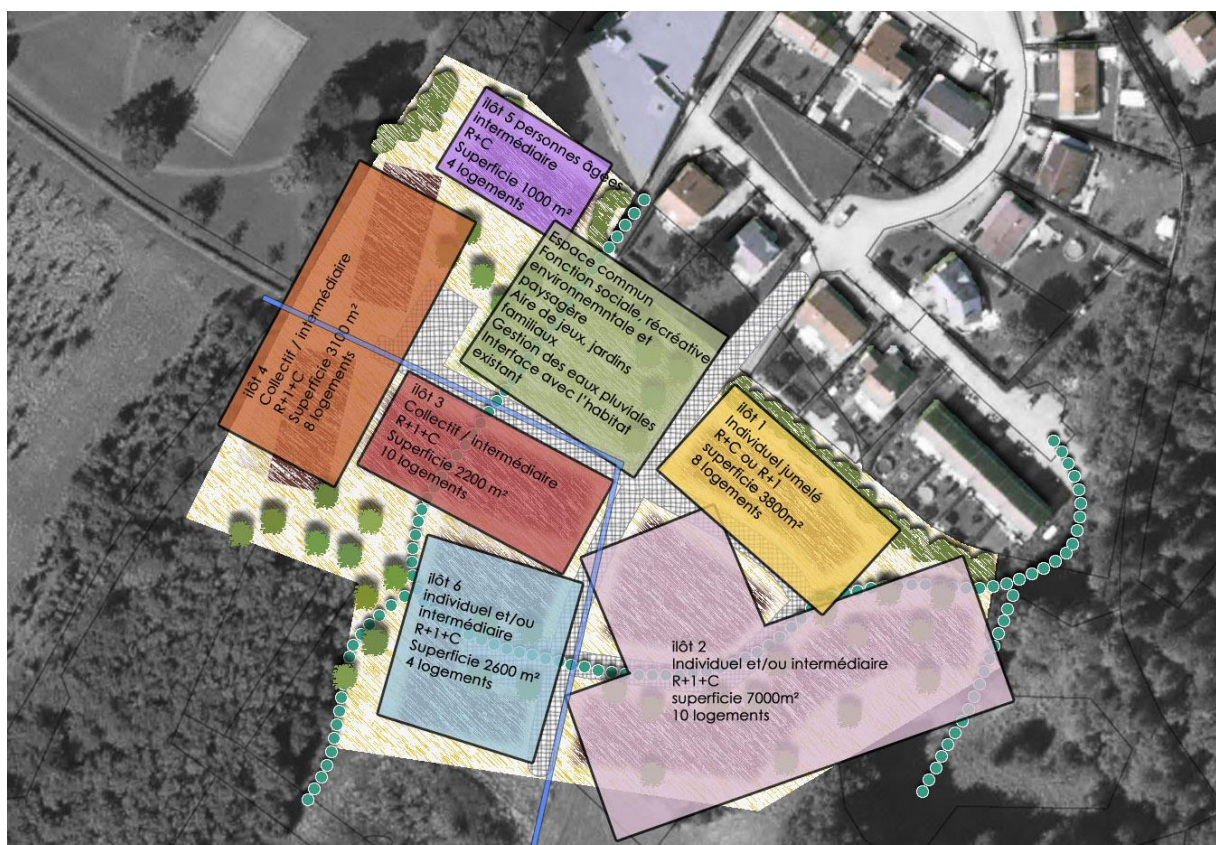 ilôt 5 personnes âgées
intermédiaire
R+C
Superficie 1000 m²
4 logements
Espace commun
Fonction sociale, récréative
environnemntale et
paysagère
Aire de jeux, jardins
familiaux
Gestion des eaux pluviales
Interface avec l'habitat
existant
ilôt 4
Collectif / intermédiaire
R+1+C
Superficie 3100 m²
8 logements
ilôt 3
Collectif / intermédiaire
R+1+C
Superficie 2200 m²
10 logements
ilôt 1
Individuel jumelé
R+C ou R+1
superficie 3800m²
8 logements
ilôt 6
individuel et/ou
intermédiaire
R+1+C
Superficie 2600 m²
4 logements
ilôt 2
Individuel et/ou intermédiaire
R+1+C
superficie 7000m²
10 logements